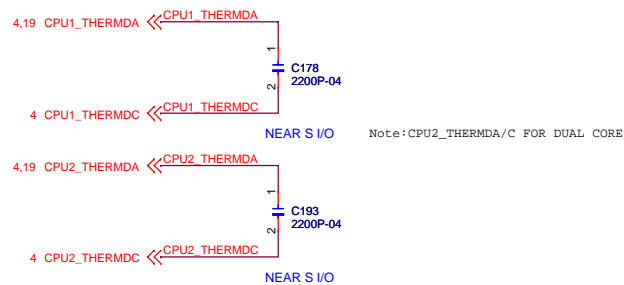 4,19 CPU1_THERMDA CPU1_THERMDA
1
C178
2200P-04
2
4 CPU1_THERMDC CPU1_THERMDC
NEAR S I/O Note:CPU2_THERMDA/C FOR DUAL CORE
4,19 CPU2_THERMDA CPU2_THERMDA
1
C193
2200P-04
2
4 CPU2_THERMDC CPU2_THERMDC
NEAR S I/O